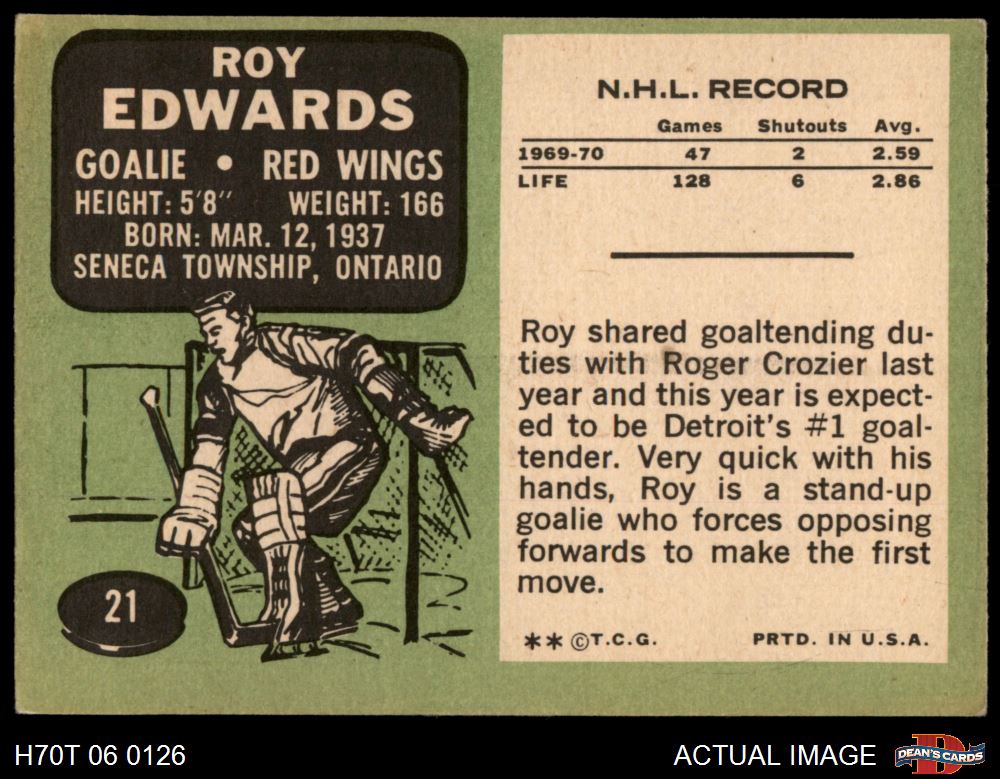 ROY
EDWARDS
GOALIE • RED WINGS
HEIGHT: 5'8" WEIGHT: 166
BORN: MAR. 12, 1937
SENECA TOWNSHIP, ONTARIO
21
N.H.L. RECORD
Games Shutouts Avg.
1969-70 47 2 2.59
LIFE 128 6 2.86
Roy shared goaltending du-
ties with Roger Crozier last
year and this year is expect-
ed to be Detroit's #1 goal-
tender. Very quick with his
hands, Roy is a stand-up
goalie who forces opposing
forwards to make the first
move.
** © T.C.G. PRTD. IN U.S.A.
H70T 06 0126
ACTUAL IMAGE
DEAN'S CARDS